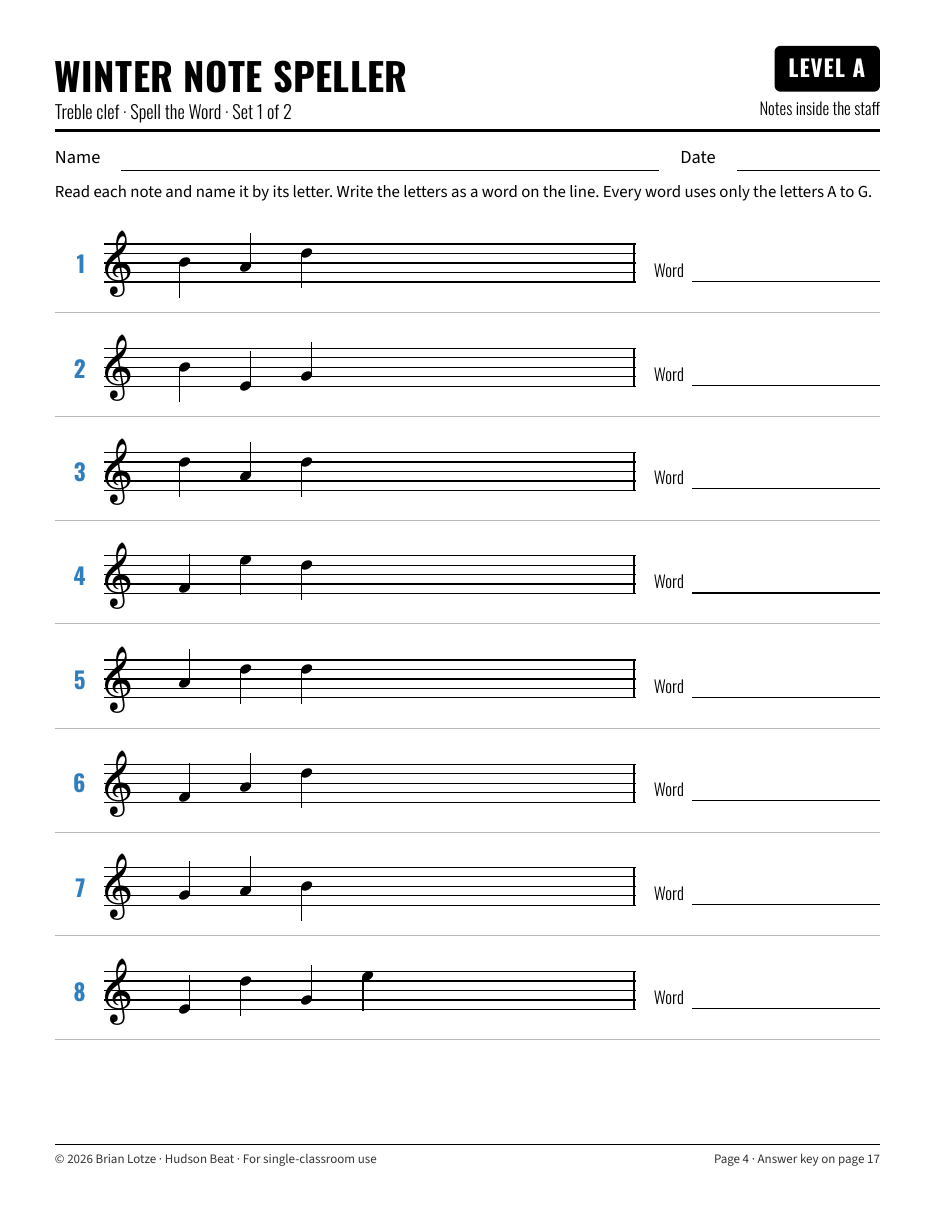 WINTER NOTE SPELLER
LEVEL A
Treble clef · Spell the Word · Set 1 of 2
Notes inside the staff
Name
Date
Read each note and name it by its letter. Write the letters as a word on the line. Every word uses only the letters A to G.
1 Word
2 Word
3 Word
4 Word
5 Word
6 Word
7 Word
8 Word
© 2026 Brian Lotze · Hudson Beat · For single-classroom use
Page 4 · Answer key on page 17